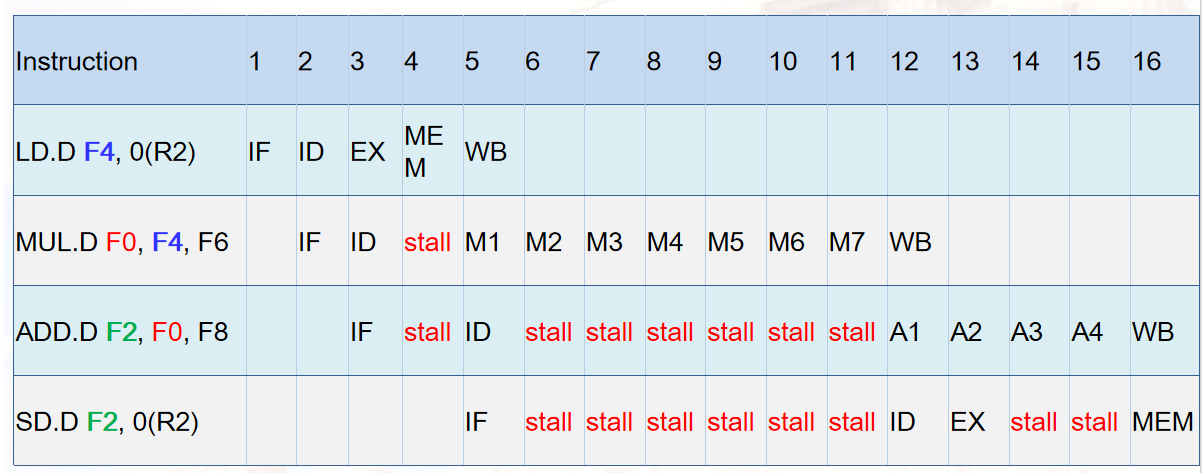 Instruction 1 2 3 4 5 6 7 8 9 10 11 12 13 14 15 16
LD.D F4, 0(R2) IF ID EX ME
M WB
MUL.D F0, F4, F6 IF ID stall M1 M2 M3 M4 M5 M6 M7 WB
ADD.D F2, F0, F8 IF stall ID stall stall stall stall stall stall A1 A2 A3 A4 WB
SD.D F2, 0(R2) IF stall stall stall stall stall stall ID EX stall stall MEM